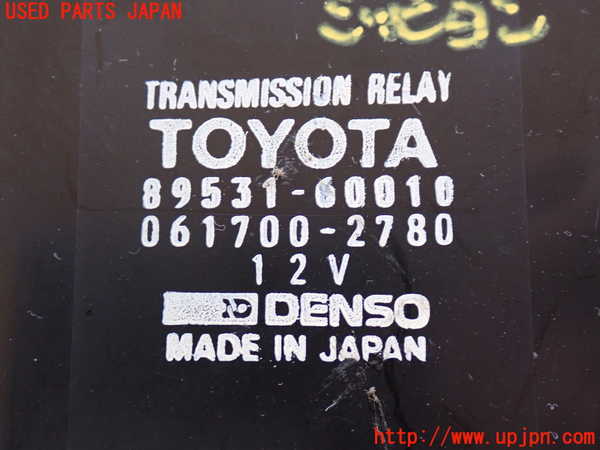 USED PARTS JAPAN
TRANSMISSION RELAY
TOYOTA
89531-60010
061700-2780
12V
ND DENSO
MADE IN JAPAN
http://www.upjpn.com/